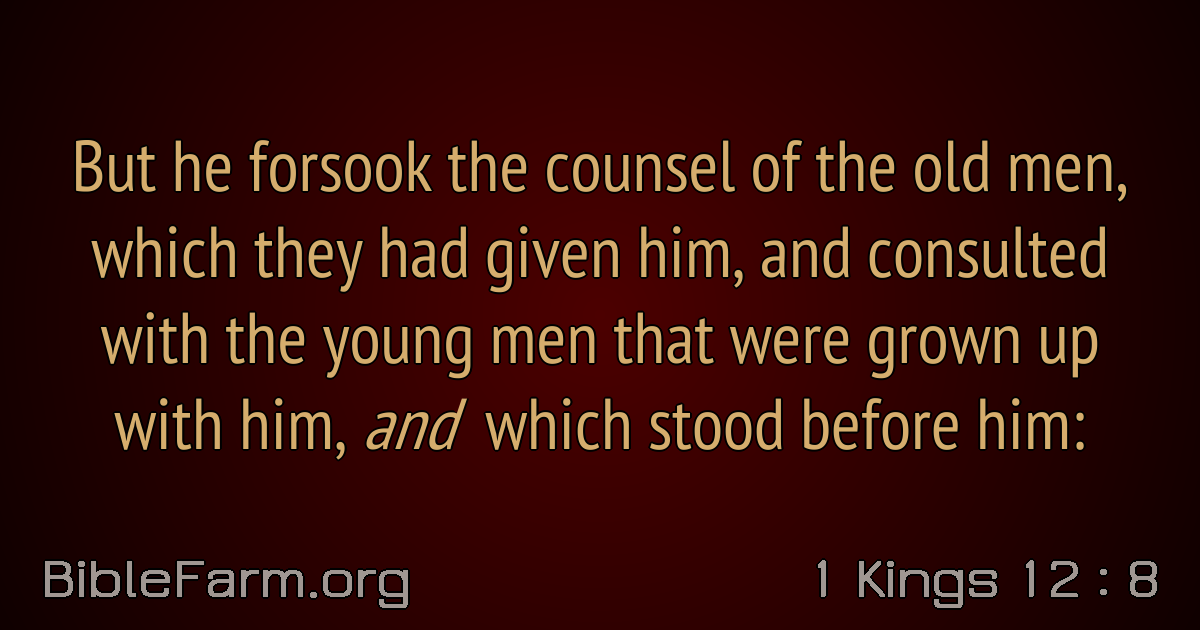 But he forsook the counsel of the old men,
which they had given him, and consulted
with the young men that were grown up
with him, and which stood before him:
BibleFarm.org
1 Kings 12 : 8